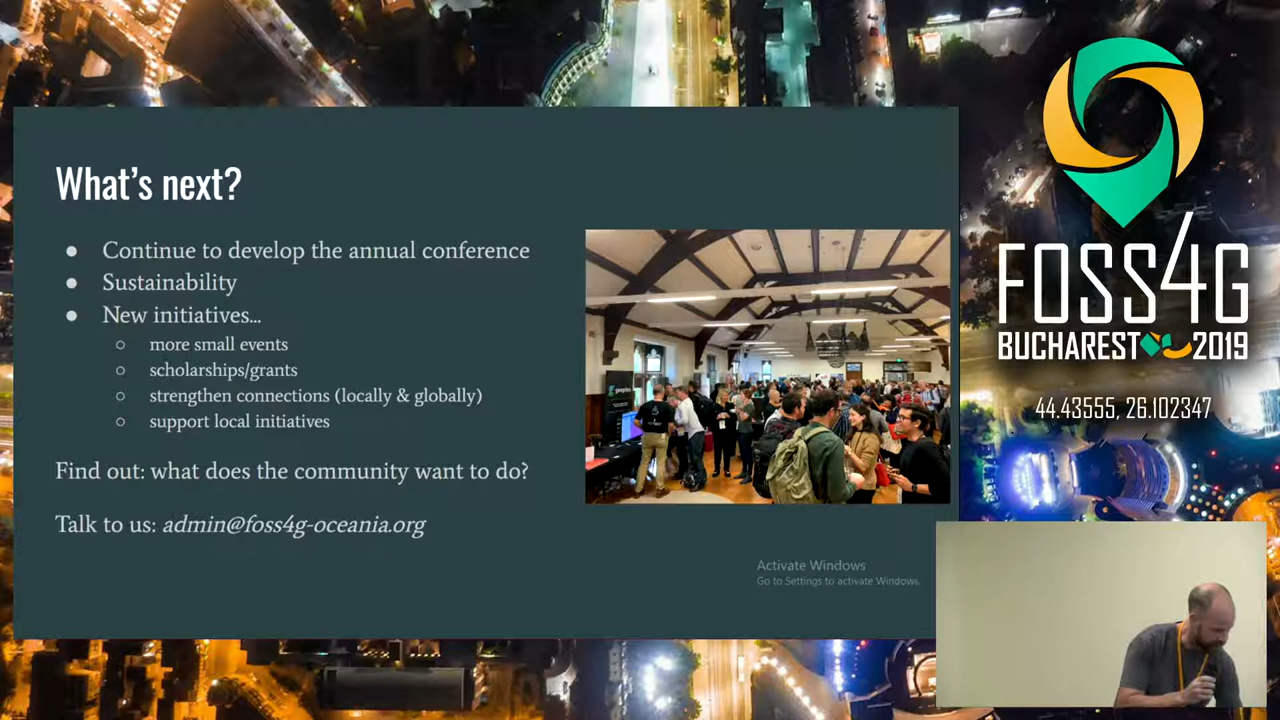 What's next?
● Continue to develop the annual conference
● Sustainability
● New initiatives...
○ more small events
○ scholarships/grants
○ strengthen connections (locally & globally)
○ support local initiatives
Find out: what does the community want to do?
Talk to us: admin@foss4g-oceania.org
Activate Windows
Go to Settings to activate Windows.
FOSS4G
BUCHAREST 2019
44.43555, 26.102347